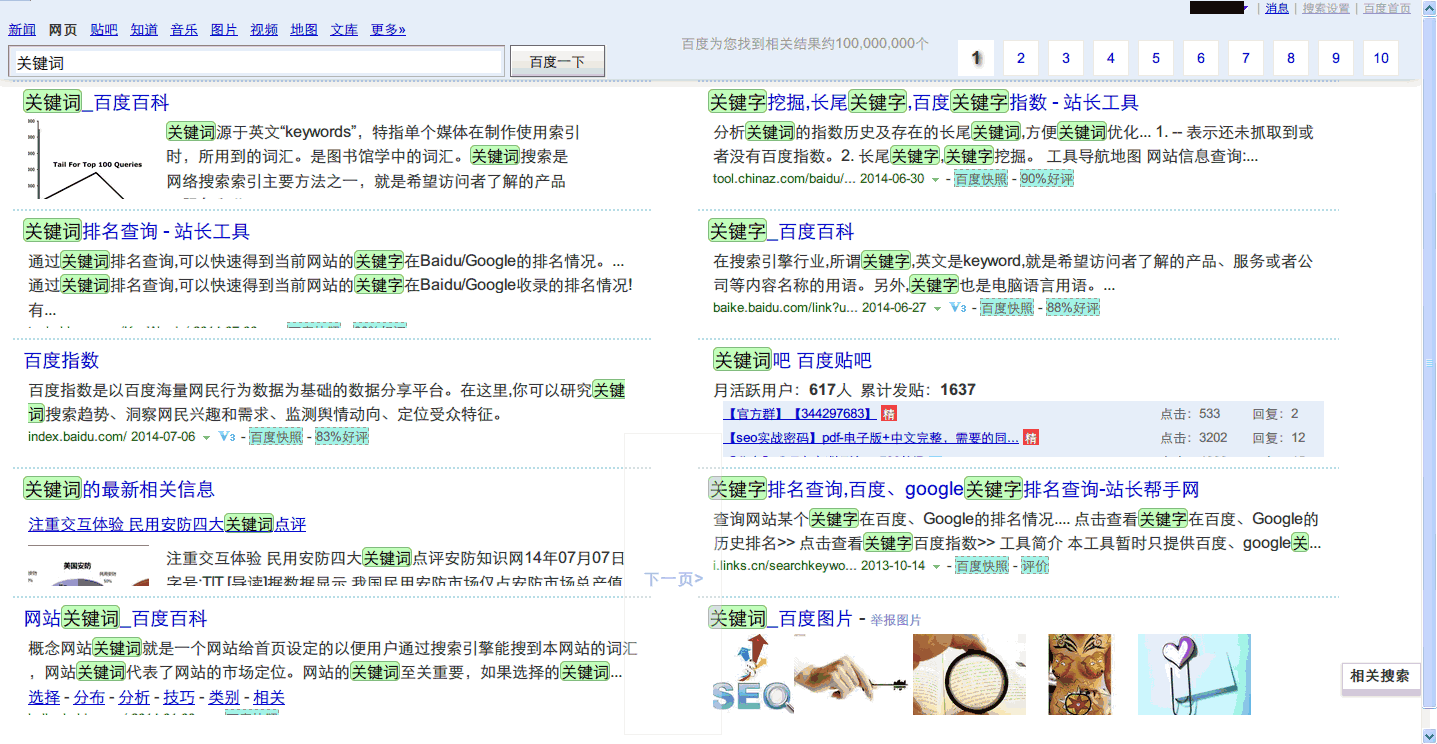 消息 | 搜索设置 | 百度首页
新闻 网页 贴吧 知道 音乐 图片 视频 地图 文库 更多»
关键词 百度一下
百度为您找到相关结果约100,000,000个
1 2 3 4 5 6 7 8 9 10
关键词_百度百科
Tail For Top 100 Queries
关键词源于英文“keywords”，特指单个媒体在制作使用索引
时，所用到的词汇。是图书馆学中的词汇。关键词搜索是
网络搜索索引主要方法之一，就是希望访问者了解的产品
关键词排名查询 - 站长工具
通过关键词排名查询,可以快速得到当前网站的关键字在Baidu/Google的排名情况。...
通过关键词排名查询,可以快速得到当前网站的关键字在Baidu/Google收录的排名情况!
有...
百度指数
百度指数是以百度海量网民行为数据为基础的数据分享平台。在这里,你可以研究关键
词搜索趋势、洞察网民兴趣和需求、监测舆情动向、定位受众特征。
index.baidu.com/ 2014-07-06 V3 - 百度快照 - 83%好评
关键词的最新相关信息
注重交互体验 民用安防四大关键词点评
美国安防
注重交互体验 民用安防四大关键词点评安防知识网14年07月07日
字号:T|T [导读]据数据显示,我国民用安防市场仅占安防市场总产值
网站关键词_百度百科
概念网站关键词就是一个网站给首页设定的以便用户通过搜索引擎能搜到本网站的词汇
，网站关键词代表了网站的市场定位。网站的关键词至关重要，如果选择的关键词...
选择 - 分布 - 分析 - 技巧 - 类别 - 相关
下一页>
关键字挖掘,长尾关键字,百度关键字指数 - 站长工具
分析关键词的指数历史及存在的长尾关键词,方便关键词优化... 1. -- 表示还未抓取到或
者没有百度指数。2. 长尾关键字,关键字挖掘。 工具导航地图 网站信息查询:...
tool.chinaz.com/baidu/... 2014-06-30 - 百度快照 - 90%好评
关键字_百度百科
在搜索引擎行业,所谓关键字,英文是keyword,就是希望访问者了解的产品、服务或者公
司等内容名称的用语。另外,关键字也是电脑语言用语。...
baike.baidu.com/link?u... 2014-06-27 V3 - 百度快照 - 88%好评
关键词吧 百度贴吧
月活跃用户：617人 累计发贴：1637
【官方群】【344297683】 精 点击：533 回复：2
【seo实战密码】pdf-电子版+中文完整，需要的同... 精 点击：3202 回复：12
关键字排名查询,百度、google关键字排名查询-站长帮手网
查询网站某个关键字在百度、Google的排名情况.... 点击查看关键字在百度、Google的
历史排名>> 点击查看关键字百度指数>> 工具简介 本工具暂时只提供百度、google关...
i.links.cn/searchkeywo... 2013-10-14 - 百度快照 - 评价
关键词_百度图片 - 举报图片
SEO
相关搜索